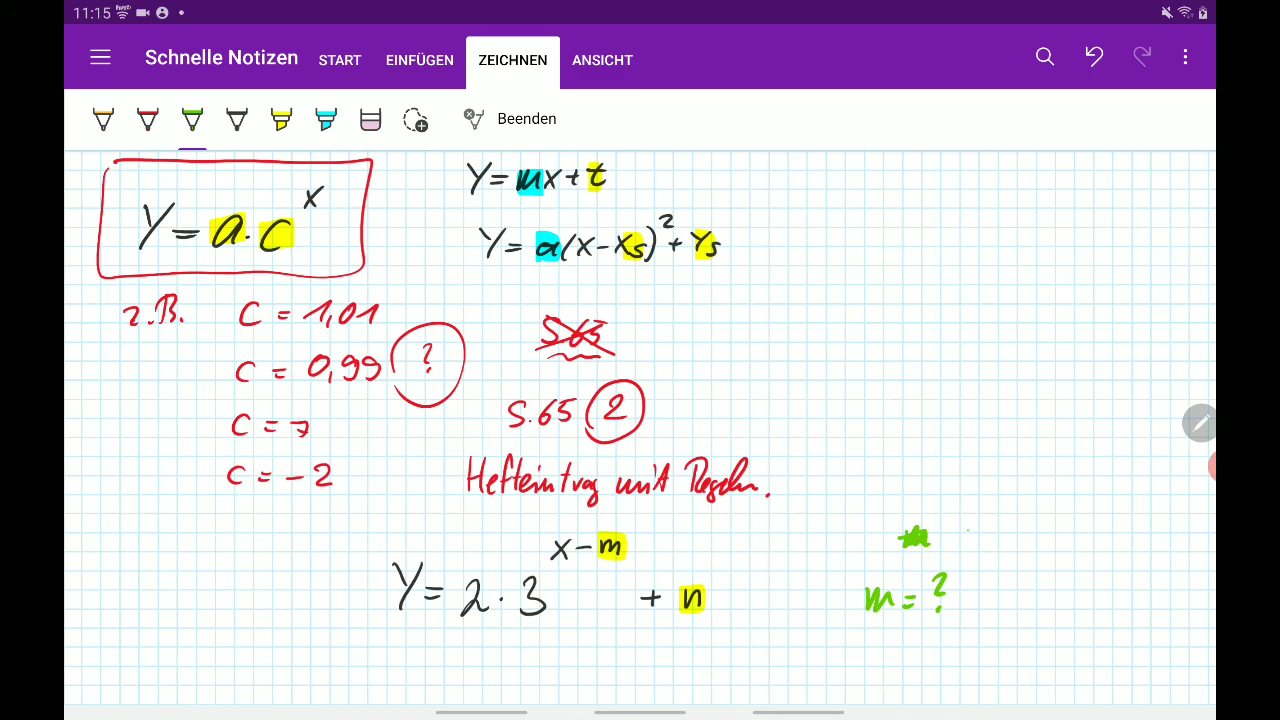 11:15
Schnelle Notizen START EINFÜGEN ZEICHNEN ANSICHT
Beenden
Y = a · c^x
Y = mx + t
Y = a(x - xs)² + Ys
z.B. C = 1,01
c = 0,99 ?
c = 7
c = -2
S. 65
S. 65 2
Hefteintrag mit Regeln.
Y = 2 · 3^(x - m) + n
m = ?